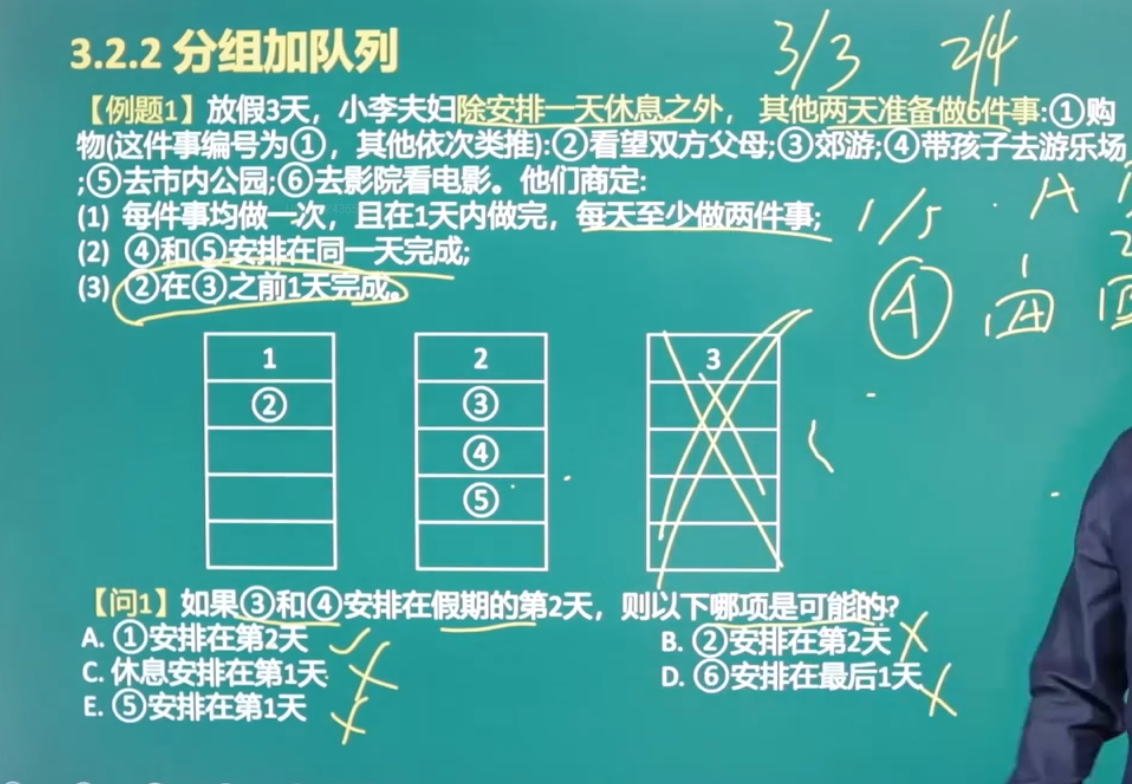 3.2.2 分组加队列
3/3 2/4
【例题1】放假3天，小李夫妇除安排一天休息之外，其他两天准备做6件事:①购
物(这件事编号为①，其他依次类推):②看望双方父母;③郊游;④带孩子去游乐场
;⑤去市内公园;⑥去影院看电影。他们商定:
(1) 每件事均做一次，且在1天内做完，每天至少做两件事;
1/5 A
(2) ④和⑤安排在同一天完成;
(3) ②在③之前1天完成。
A
1 2 3
② ③
④
⑤
【问1】如果③和④安排在假期的第2天，则以下哪项是可能的?
A. ①安排在第2天 B. ②安排在第2天
C. 休息安排在第1天 D. ⑥安排在最后1天
E. ⑤安排在第1天